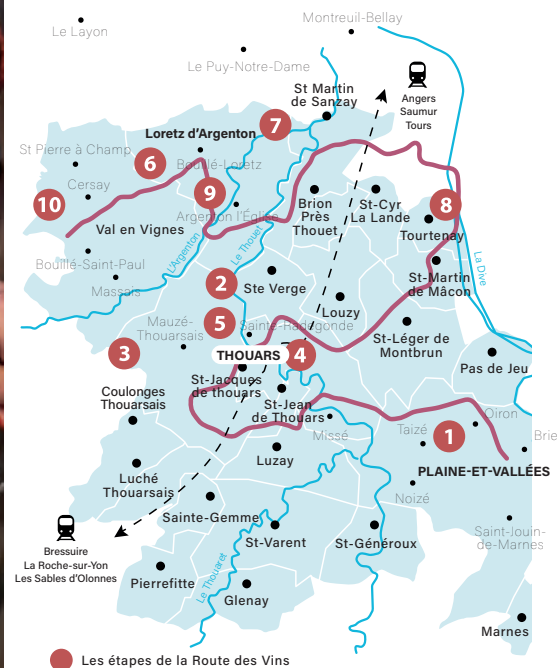 Montreuil-Bellay
Le Layon
Le Puy-Notre-Dame
St Martin
de Sanzay
Angers
Saumur
Tours
7
Loretz d'Argenton
St Pierre à Champ
6
Bouillé-Loretz
Cersay
9
10
Argenton l'Église
Brion
Près
Thouet
St-Cyr
La Lande
8
Val en Vignes
Tourtenay
L'Argenton
Le Thouet
La Dive
Bouillé-Saint-Paul
Massais
2
Ste Verge
St-Martin
de Mâcon
Louzy
Mauzé-
Thouarsais
5
Sainte-Radegonde
3
THOUARS
4
St-Léger de
Montbrun
Pas de Jeu
St-Jacques
de thouars
Coulonges
Thouarsais
St-Jean
de Thouars
Missé
Taizé
1
Oiron
Brie
Luzay
PLAINE-ET-VALLÉES
Luché
Thouarsais
Noizé
Sainte-Gemme
Saint-Jouin-
de-Marnes
St-Varent
St-Généroux
Bressuire
La Roche-sur-Yon
Les Sables d'Olonnes
Le Thouaret
Pierrefitte
Glenay
Marnes
Les étapes de la Route des Vins